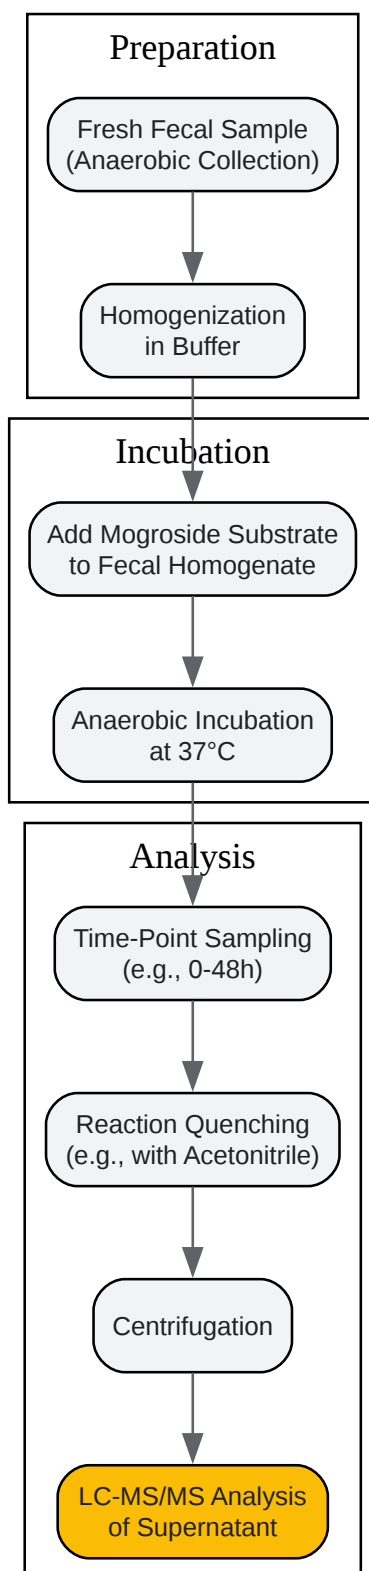 Preparation
Fresh Fecal Sample
(Anaerobic Collection)
Homogenization
in Buffer
Incubation
Add Mogroside Substrate
to Fecal Homogenate
Anaerobic Incubation
at 37°C
Analysis
Time-Point Sampling
(e.g., 0-48h)
Reaction Quenching
(e.g., with Acetonitrile)
Centrifugation
LC-MS/MS Analysis
of Supernatant